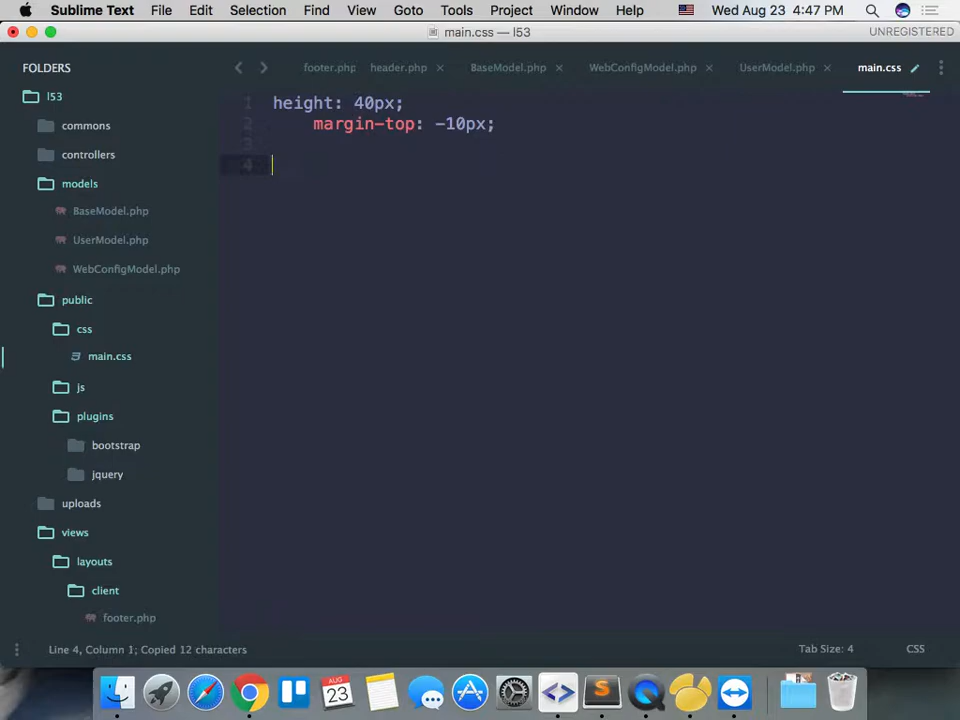 Sublime Text File Edit Selection Find Goto Tools Project Window Help Wed Aug 23 4:47 PM
main.css — l53 UNREGISTERED
FOLDERS
footer.php header.php BaseModel.php WebConfigModel.php UserModel.php main.css
l53
commons
controllers
models
BaseModel.php
UserModel.php
WebConfigModel.php
public
css
main.css
js
plugins
bootstrap
jquery
uploads
views
layouts
client
footer.php
1 height: 40px;
2 margin-top: -10px;
3
4
Line 4, Column 1; Copied 12 characters Tab Size: 4 CSS
AUG
23